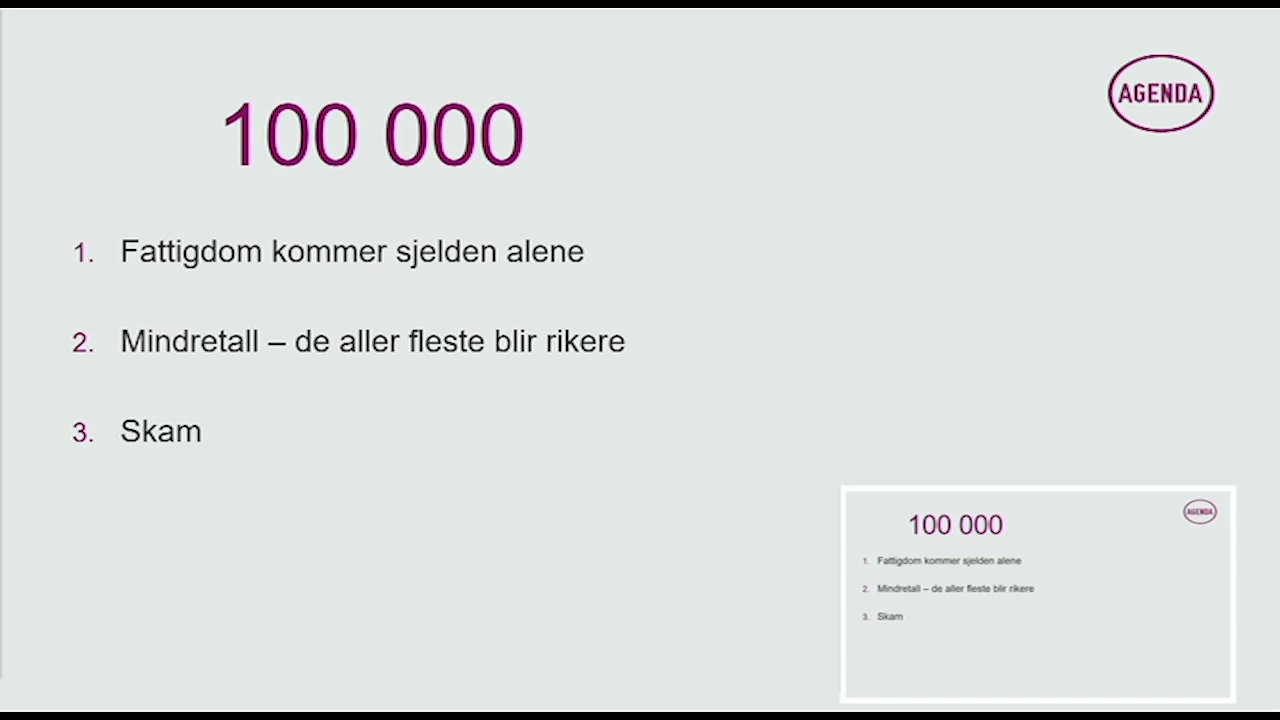 AGENDA
100 000
1. Fattigdom kommer sjelden alene
2. Mindretall – de aller fleste blir rikere
3. Skam
AGENDA
100 000
1. Fattigdom kommer sjelden alene
2. Mindretall – de aller fleste blir rikere
3. Skam